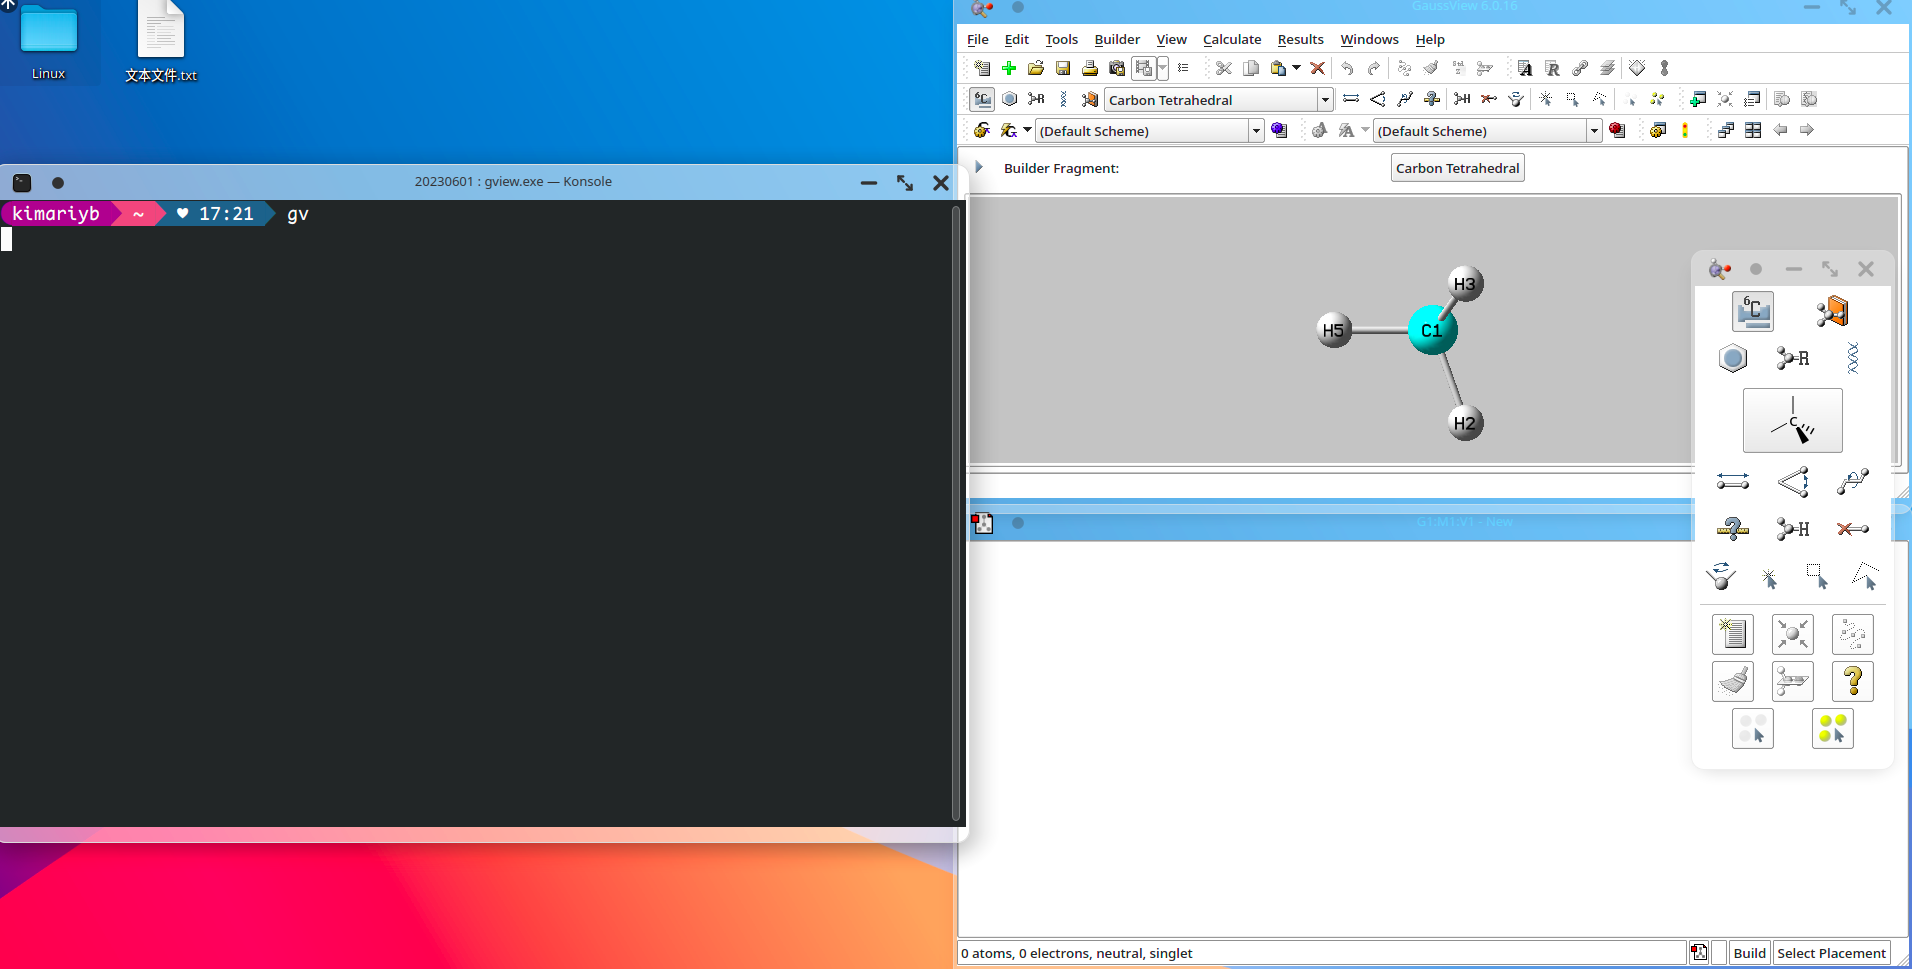 Linux
文本文件.txt
20230601 : gview.exe — Konsole
kimariyb ~ ♥ 17:21 gv
GaussView 6.0.16
File Edit Tools Builder View Calculate Results Windows Help
Carbon Tetrahedral
(Default Scheme) (Default Scheme)
Builder Fragment: Carbon Tetrahedral
H3
H5 C1
H2
6C
R
C
H
G1:M1:V1 - New
0 atoms, 0 electrons, neutral, singlet Build Select Placement